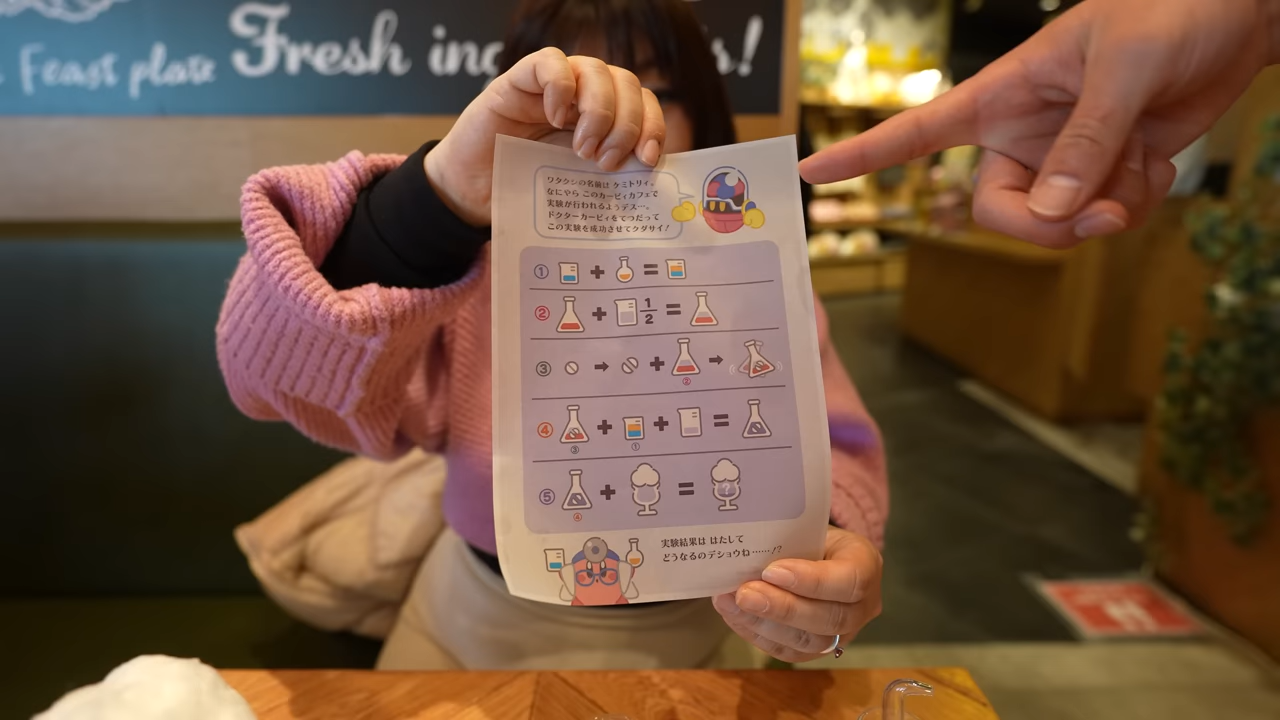 Feast plate
Fresh
ワタクシの名前は ケミトリィ。
なにやら このカービィカフェで
実験が行われるようデス…。
ドクターカービィをてつだって
この実験を成功させてクダサイ!
① + =
② + 1/2 =
③ → + →
②
④ + + =
③ ①
⑤ + = ?
④
実験結果は はたして
どうなるのデショウね……!?